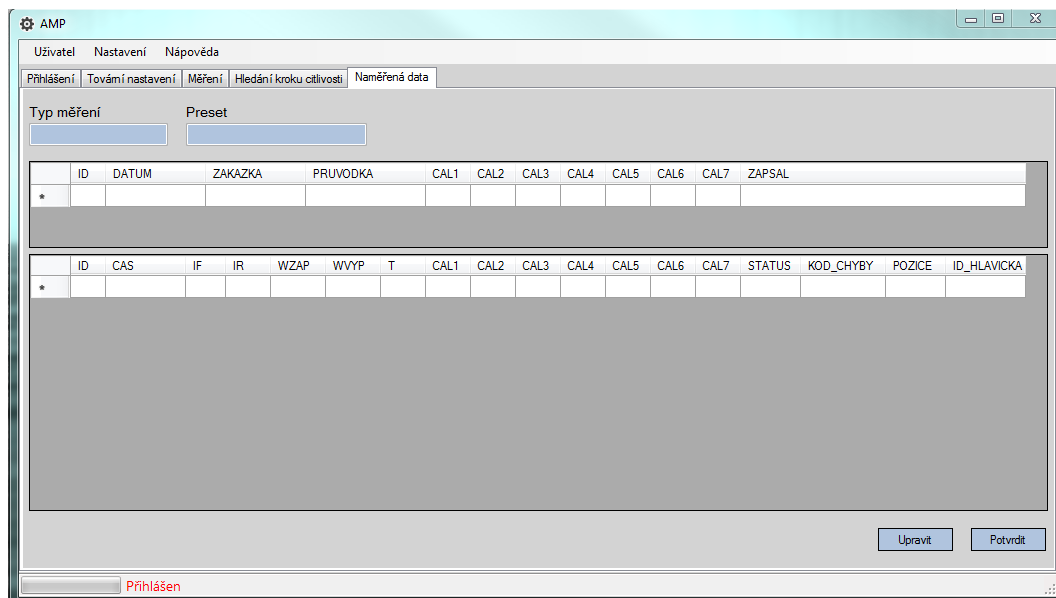 AMP
Uživatel Nastavení Nápověda
Přihlášení Tovární nastavení Měření Hledání kroku citlivosti Naměřená data
Typ měření Preset
ID DATUM ZAKAZKA PRUVODKA CAL1 CAL2 CAL3 CAL4 CAL5 CAL6 CAL7 ZAPSAL
*
ID CAS IF IR WZAP WVYP T CAL1 CAL2 CAL3 CAL4 CAL5 CAL6 CAL7 STATUS KOD_CHYBY POZICE ID_HLAVICKA
*
Upravit Potvrdit
Přihlášen